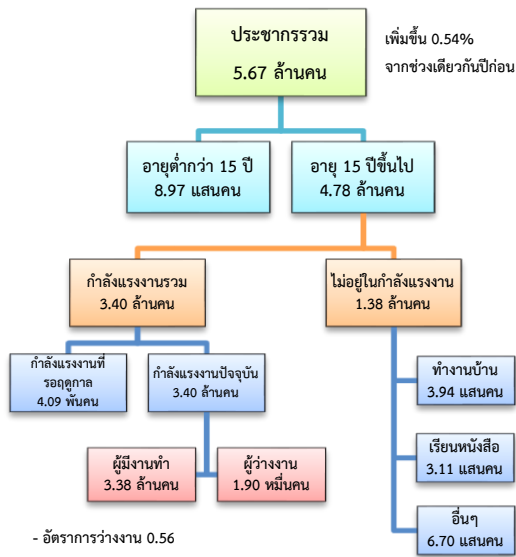 ประชากรรวม
5.67 ล้านคน
เพิ่มขึ้น 0.54%
จากช่วงเดียวกันปีก่อน
อายุต่ำกว่า 15 ปี
8.97 แสนคน
อายุ 15 ปีขึ้นไป
4.78 ล้านคน
กำลังแรงงานรวม
3.40 ล้านคน
ไม่อยู่ในกำลังแรงงาน
1.38 ล้านคน
กำลังแรงงานที่
รอฤดูกาล
4.09 พันคน
กำลังแรงงานปัจจุบัน
3.40 ล้านคน
ทำงานบ้าน
3.94 แสนคน
ผู้มีงานทำ
3.38 ล้านคน
ผู้ว่างงาน
1.90 หมื่นคน
เรียนหนังสือ
3.11 แสนคน
อื่นๆ
6.70 แสนคน
- อัตราการว่างงาน 0.56